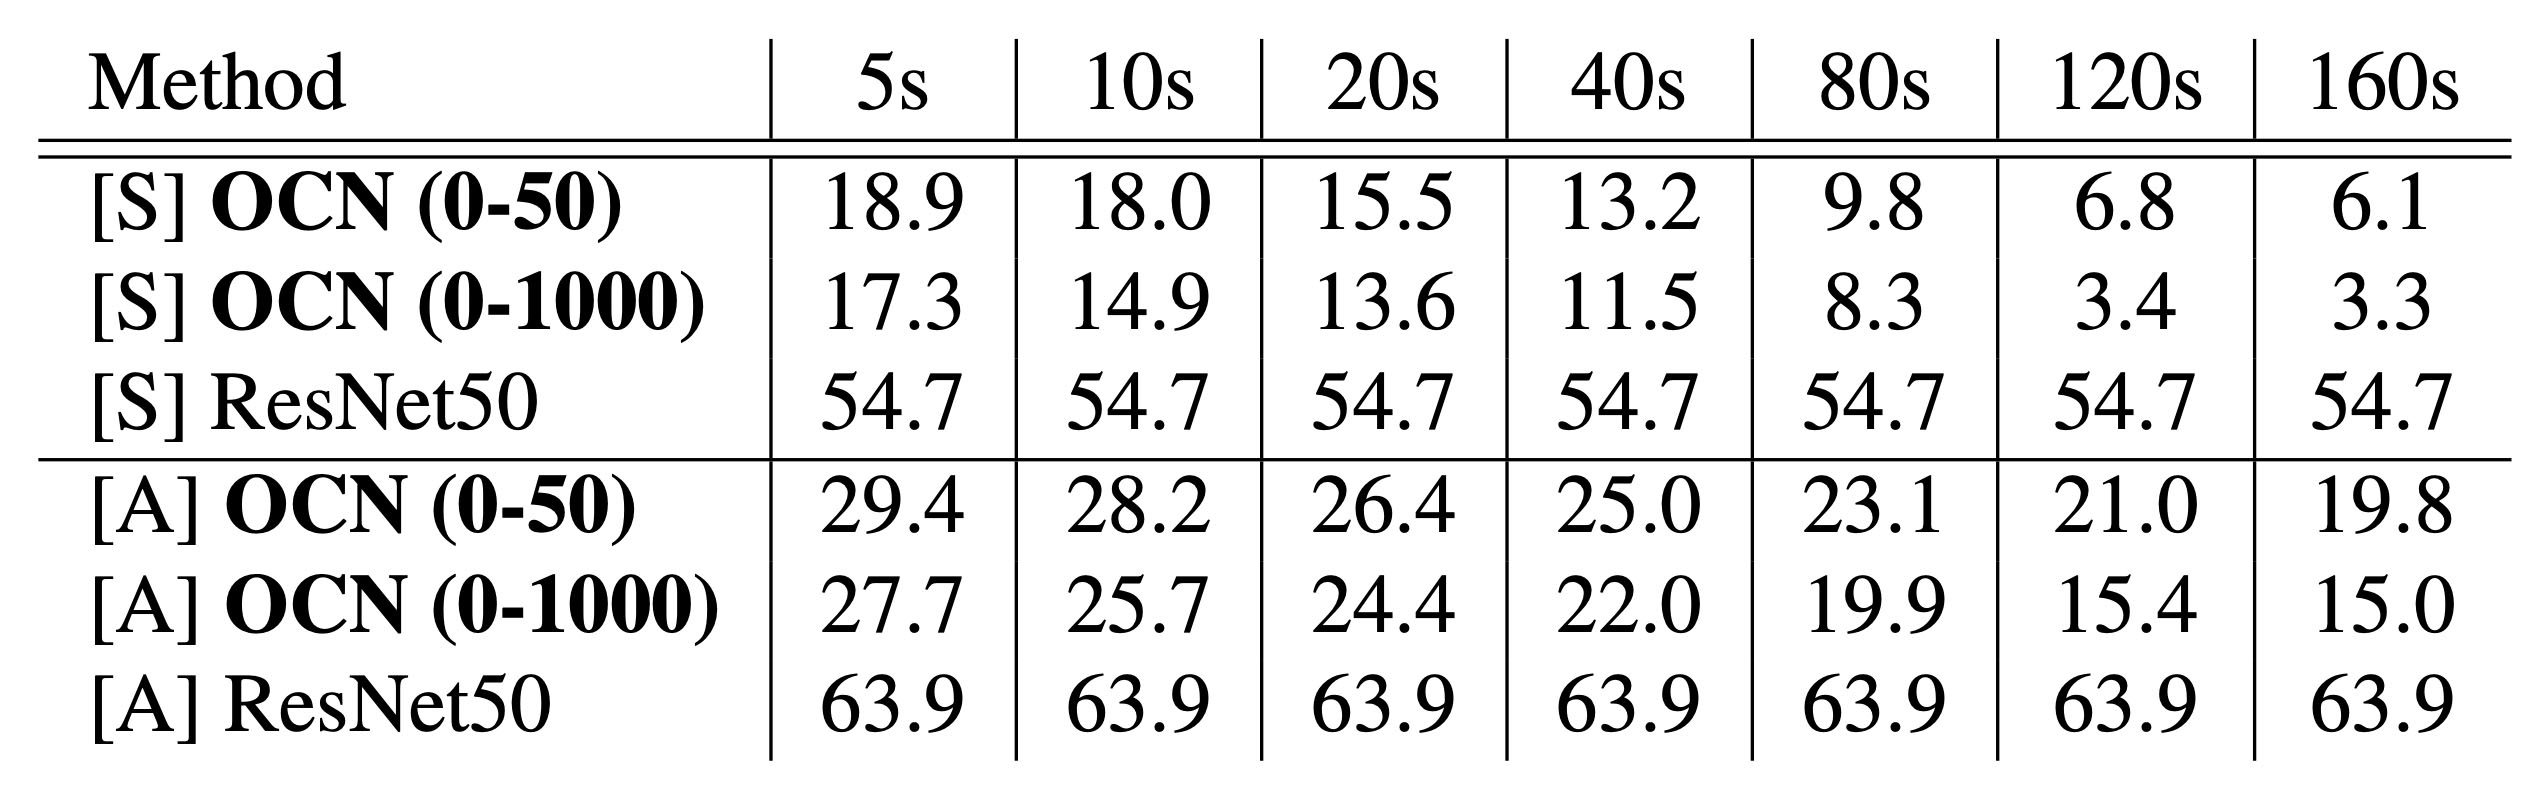 Method 5s 10s 20s 40s 80s 120s 160s
[S] OCN (0-50) 18.9 18.0 15.5 13.2 9.8 6.8 6.1
[S] OCN (0-1000) 17.3 14.9 13.6 11.5 8.3 3.4 3.3
[S] ResNet50 54.7 54.7 54.7 54.7 54.7 54.7 54.7
[A] OCN (0-50) 29.4 28.2 26.4 25.0 23.1 21.0 19.8
[A] OCN (0-1000) 27.7 25.7 24.4 22.0 19.9 15.4 15.0
[A] ResNet50 63.9 63.9 63.9 63.9 63.9 63.9 63.9